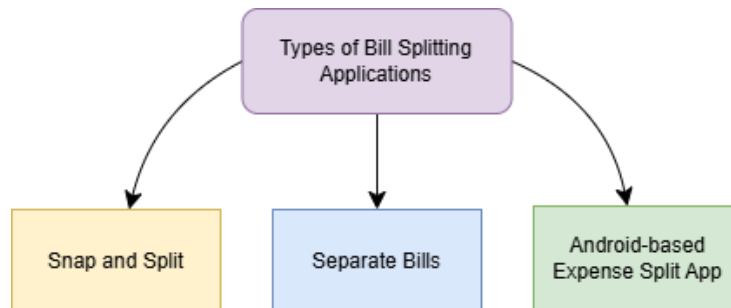 Types of Bill Splitting
Applications
Snap and Split
Separate Bills
Android-based
Expense Split App